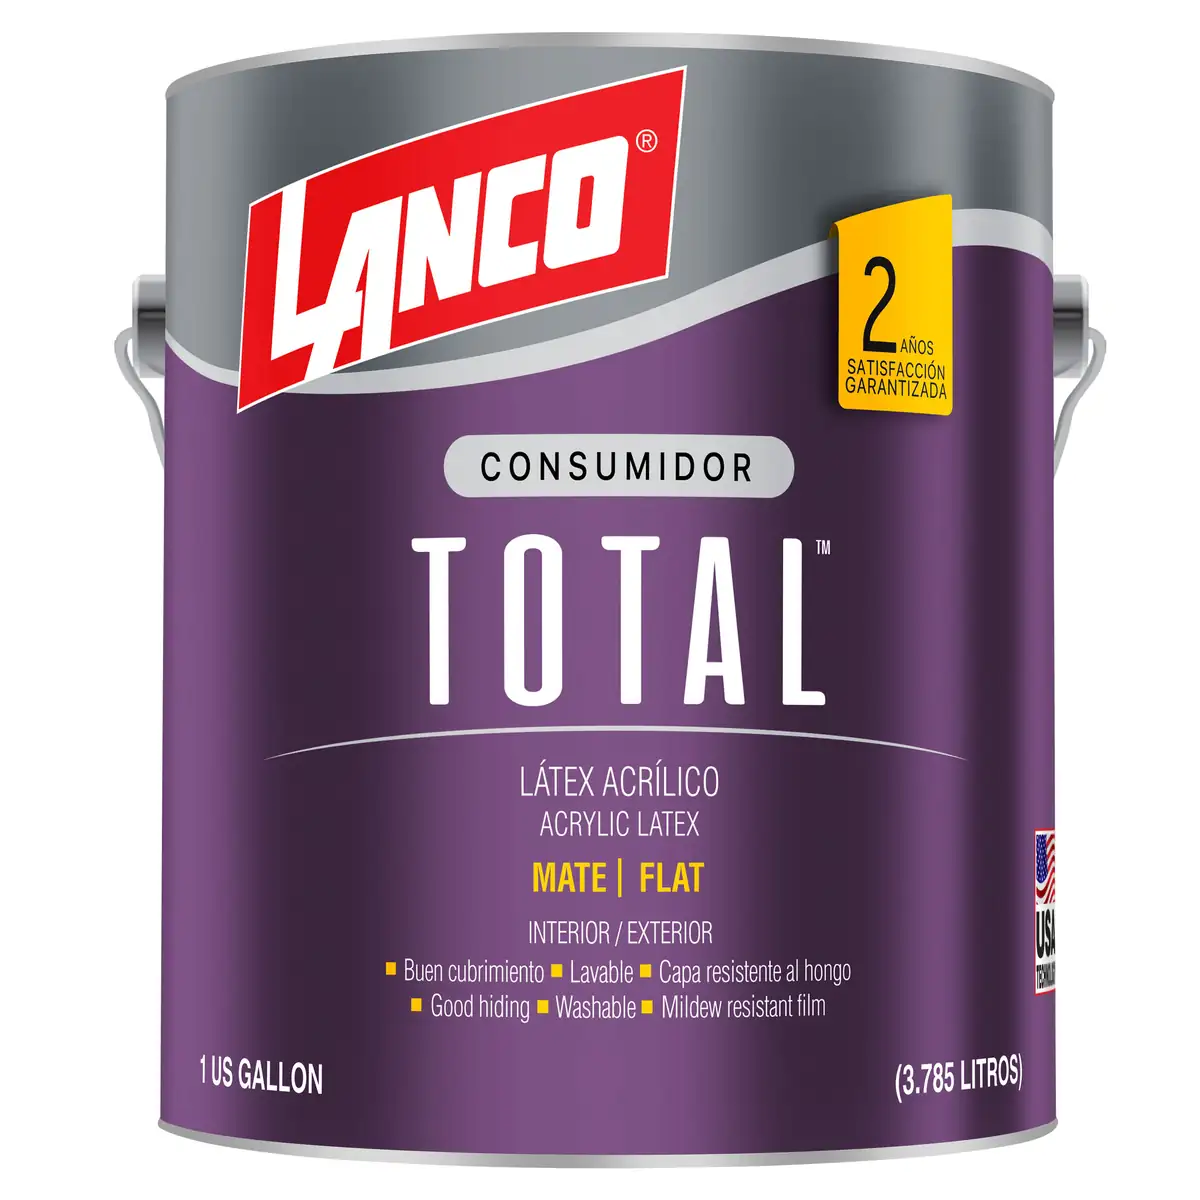 LANCO®
2
AÑOS
SATISFACCIÓN
GARANTIZADA
CONSUMIDOR
TOTAL™
LÁTEX ACRÍLICO
ACRYLIC LATEX
MATE | FLAT
INTERIOR / EXTERIOR
▪ Buen cubrimiento ▪ Lavable ▪ Capa resistente al hongo
▪ Good hiding ▪ Washable ▪ Mildew resistant film
USA
1 US GALLON
(3.785 LITROS)